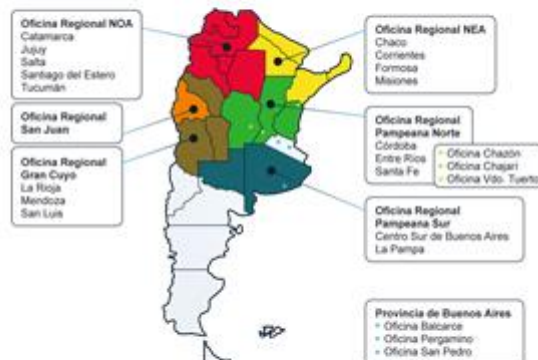 Oficina Regional NOA
Catamarca
Jujuy
Salta
Santiago del Estero
Tucumán
Oficina Regional
San Juan
Oficina Regional
Gran Cuyo
La Rioja
Mendoza
San Luis
Oficina Regional NEA
Chaco
Corrientes
Formosa
Misiones
Oficina Regional
Pampeana Norte
Córdoba
Entre Ríos
Santa Fe
Oficina Chazón
Oficina Chajarí
Oficina Vdo. Tuerto
Oficina Regional
Pampeana Sur
Centro Sur de Buenos Aires
La Pampa
Provincia de Buenos Aires
Oficina Balcarce
Oficina Pergamino
Oficina San Pedro